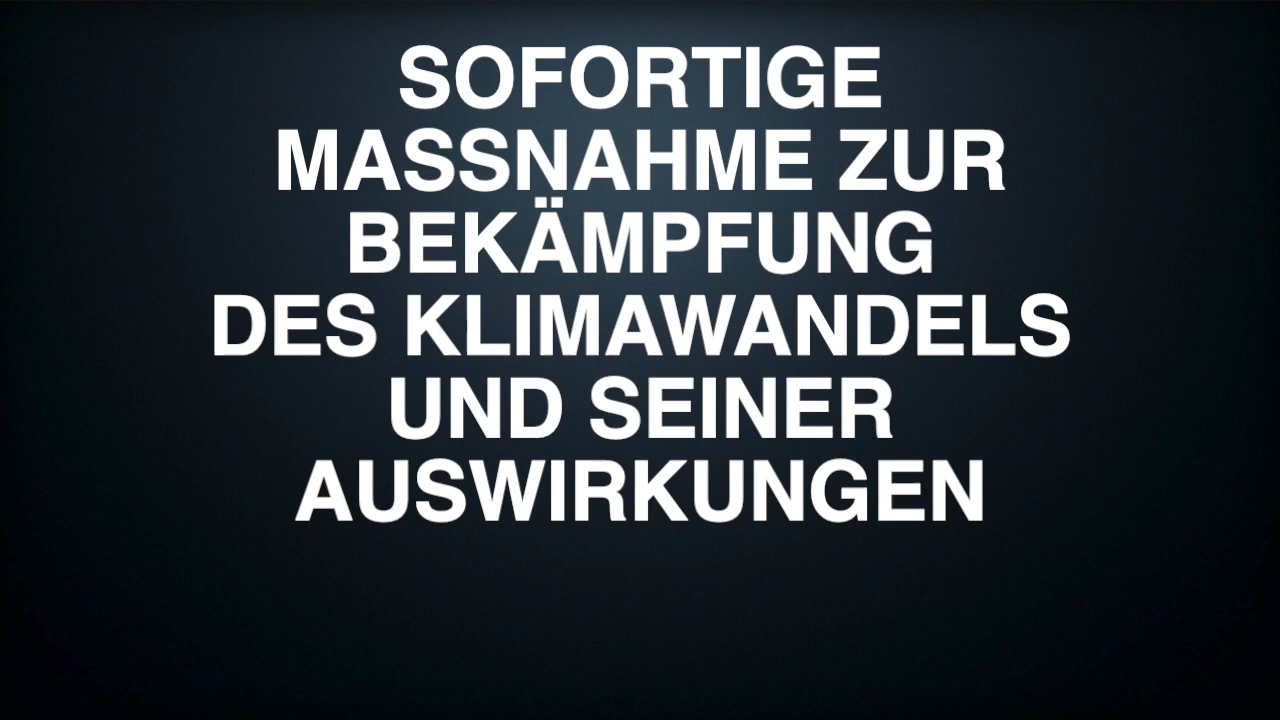 SOFORTIGE
MASSNAHME ZUR
BEKÄMPFUNG
DES KLIMAWANDELS
UND SEINER
AUSWIRKUNGEN